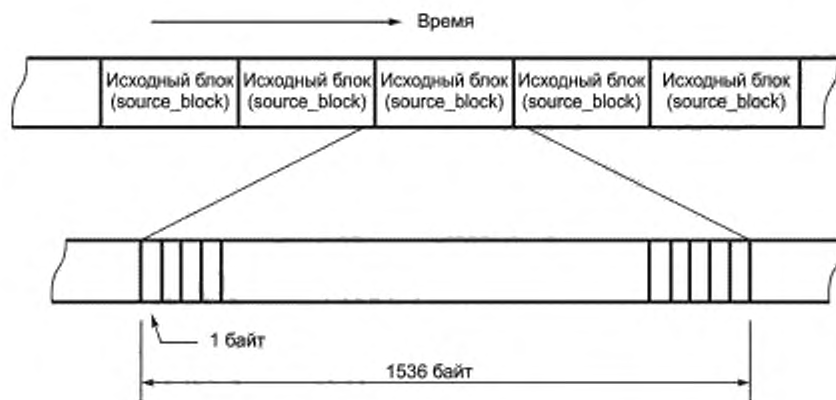 Время
Исходный блок Исходный блок Исходный блок Исходный блок Исходный блок
(source_block) (source_block) (source_block) (source_block) (source_block)
1 байт
1536 байт